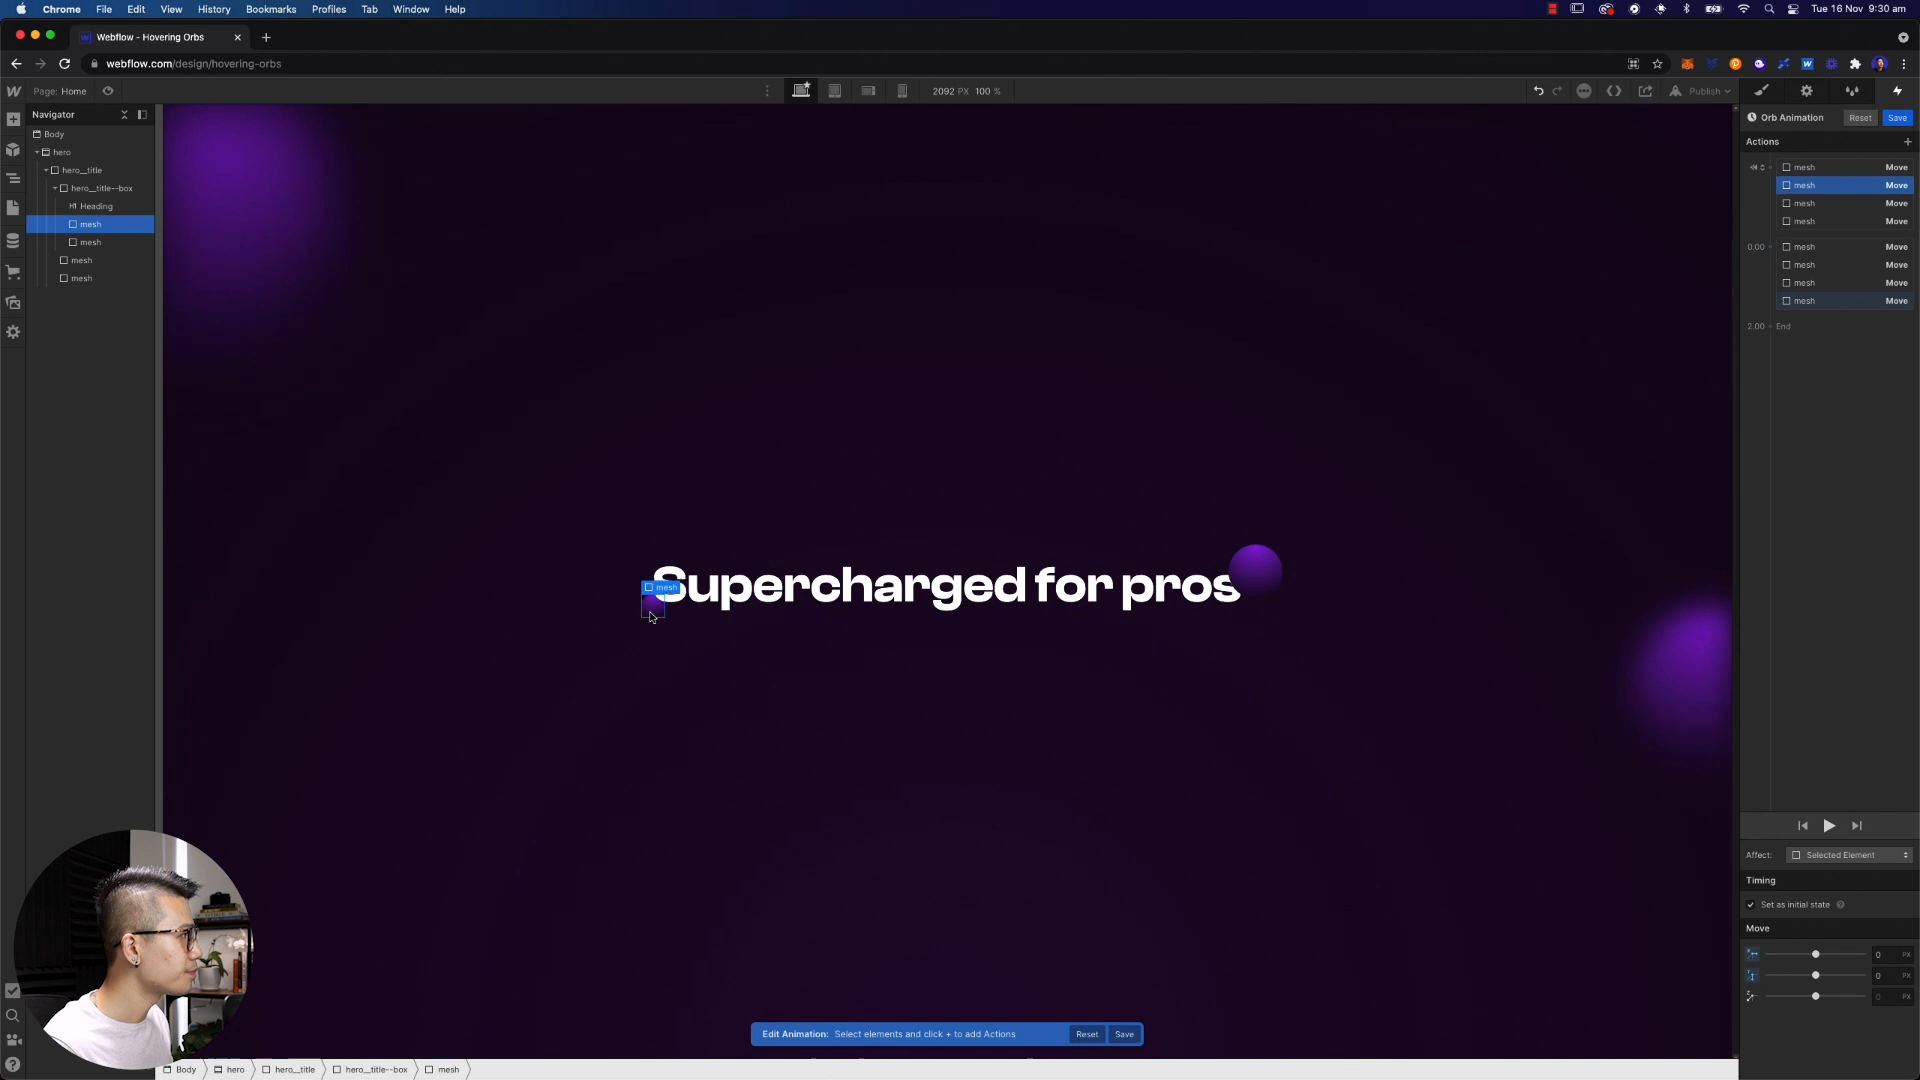 Chrome File Edit View History Bookmarks Profiles Tab Window Help Tue 16 Nov 9:30 am
Webflow - Hovering Orbs
webflow.com/design/hovering-orbs
Page: Home 2092 PX 100 % Publish
Navigator
Body
hero
hero__title
hero__title--box
H1 Heading
mesh
mesh
mesh
mesh
Supercharged for pros
mesh
Edit Animation: Select elements and click + to add Actions Reset Save
Body hero hero__title hero__title--box mesh
Orb Animation Reset Save
Actions
mesh Move
mesh Move
mesh Move
mesh Move
0.00 mesh Move
mesh Move
mesh Move
mesh Move
2.00 End
Affect: Selected Element
Timing
Set as initial state
Move
0 PX
0 PX
0 PX